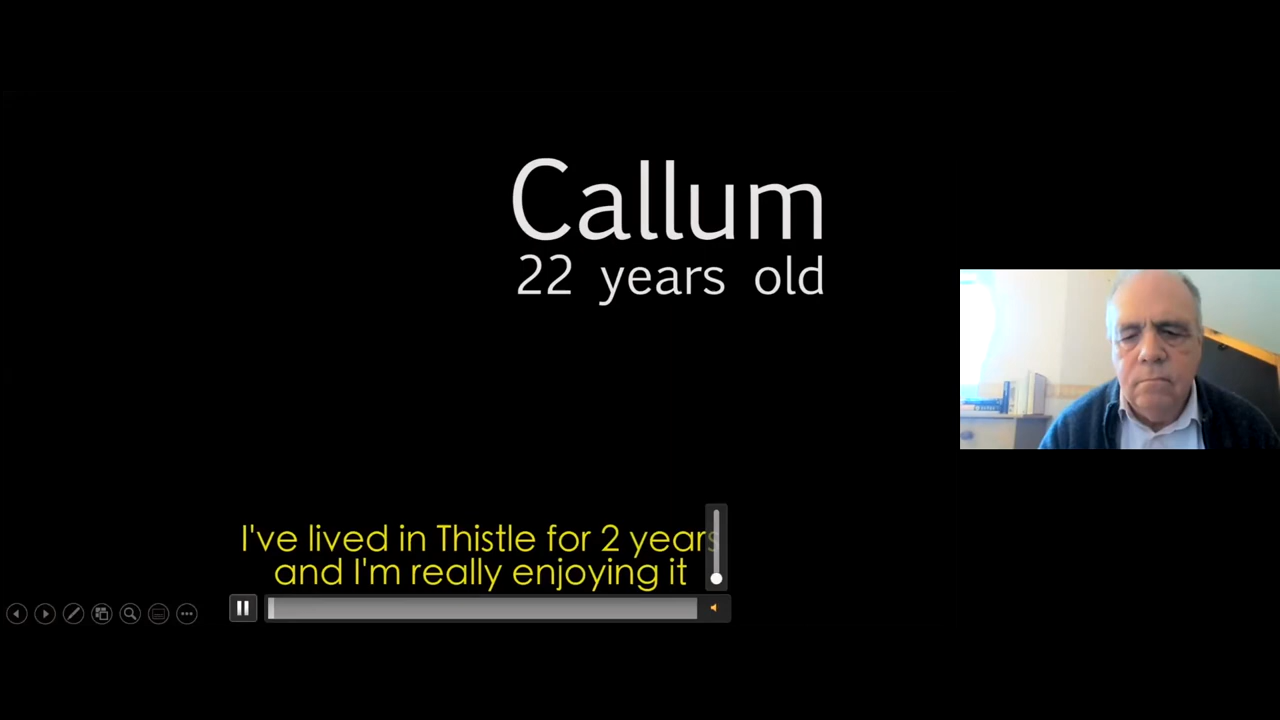 Callum
22 years old
I've lived in Thistle for 2 years
and I'm really enjoying it